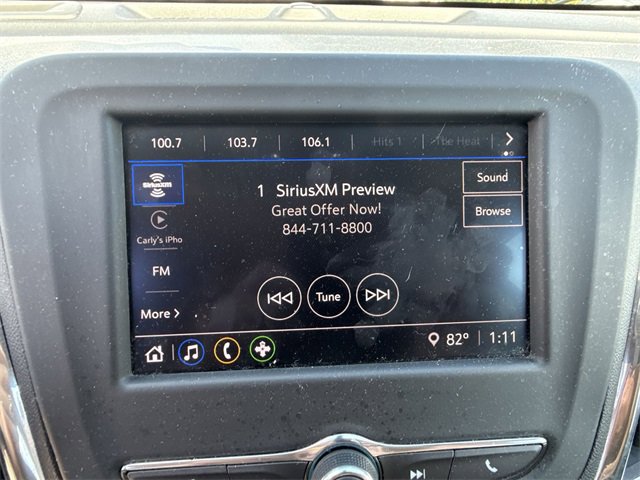 100.7 103.7 106.1 Hits 1 The Heat
SiriusXM
1 SiriusXM Preview
Great Offer Now!
844-711-8800
Sound
Browse
Carly's iPho
FM
Tune
More
82° 1:11